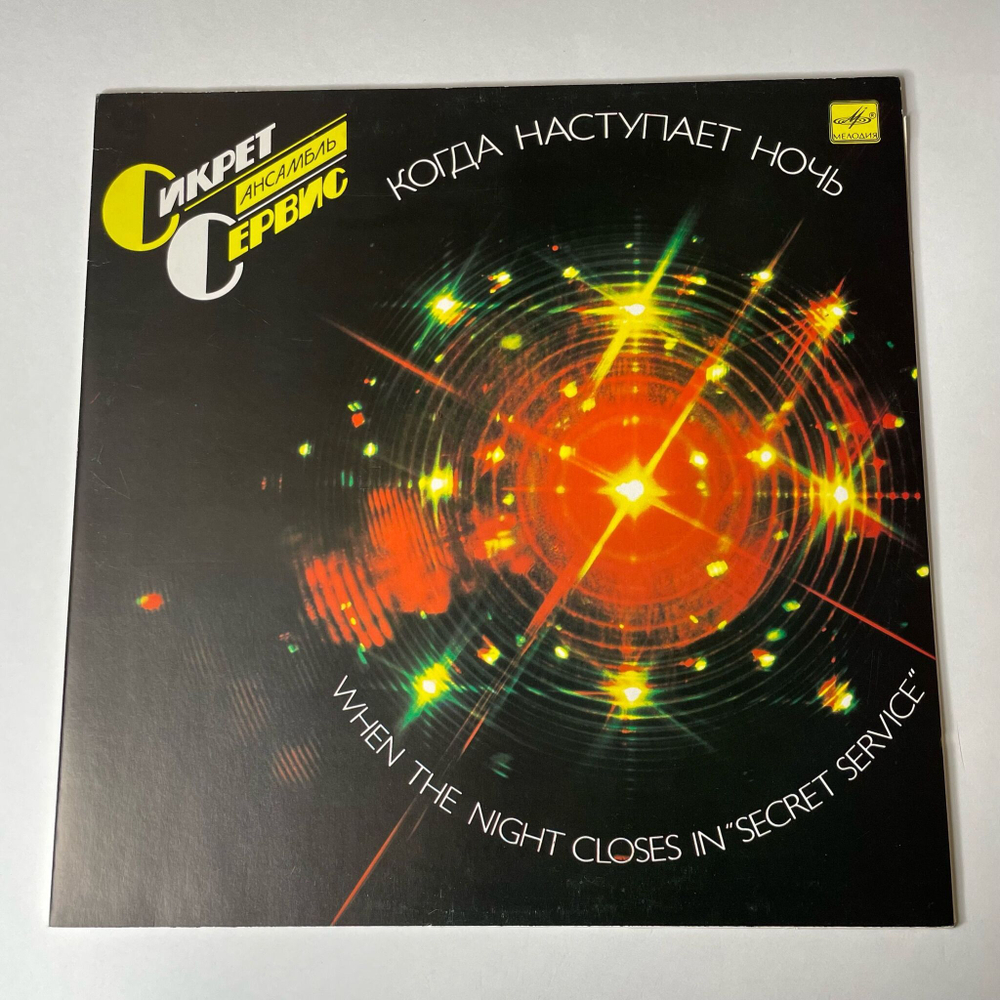 Сикрет
АНСАМБЛЬ
Сервис
КОГДА НАСТУПАЕТ НОЧЬ
МЕЛОДИЯ
WHEN THE NIGHT CLOSES IN "SECRET SERVICE"